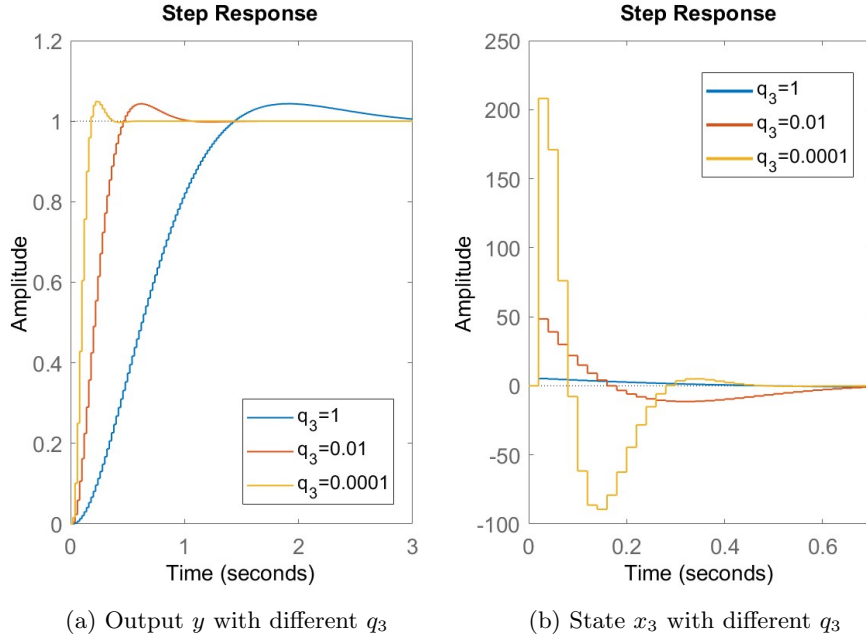 Step Response
1.2
1
0.8
0.6
0.4
0.2
0
0
1
2
3
Amplitude
Time (seconds)
q3=1
q3=0.01
q3=0.0001
(a) Output y with different q3
Step Response
250
200
150
100
50
0
-50
-100
0
0.2
0.4
0.6
Amplitude
Time (seconds)
q3=1
q3=0.01
q3=0.0001
(b) State x3 with different q3